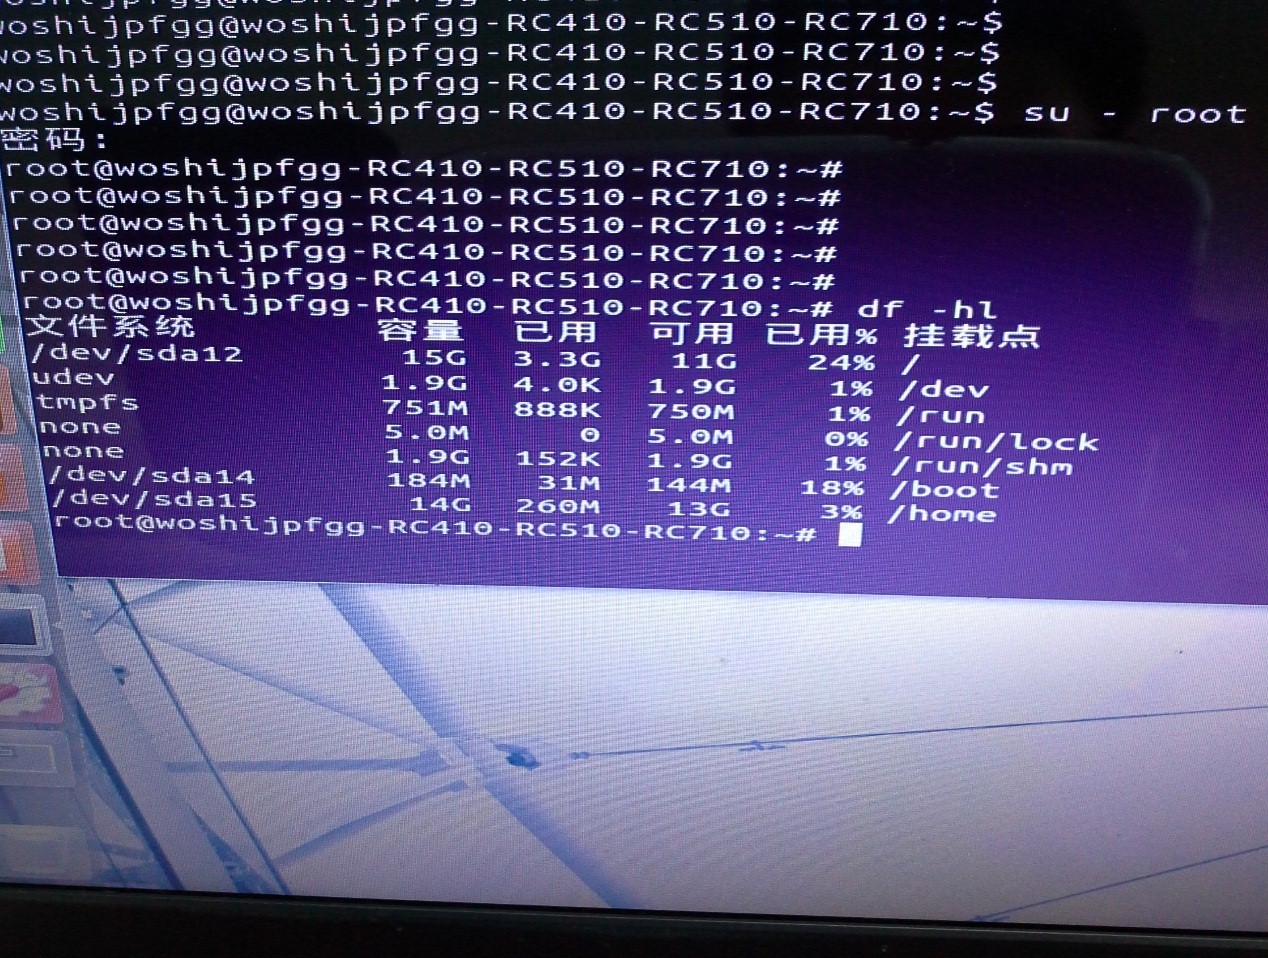 woshijpfgg@woshijpfgg-RC410-RC510-RC710:~$
woshijpfgg@woshijpfgg-RC410-RC510-RC710:~$
woshijpfgg@woshijpfgg-RC410-RC510-RC710:~$
woshijpfgg@woshijpfgg-RC410-RC510-RC710:~$ su - root
密码：
root@woshijpfgg-RC410-RC510-RC710:~#
root@woshijpfgg-RC410-RC510-RC710:~#
root@woshijpfgg-RC410-RC510-RC710:~#
root@woshijpfgg-RC410-RC510-RC710:~#
root@woshijpfgg-RC410-RC510-RC710:~#
root@woshijpfgg-RC410-RC510-RC710:~# df -hl
文件系统 容量 已用 可用 已用% 挂载点
/dev/sda12 15G 3.3G 11G 24% /
udev 1.9G 4.0K 1.9G 1% /dev
tmpfs 751M 888K 750M 1% /run
none 5.0M 0 5.0M 0% /run/lock
none 1.9G 152K 1.9G 1% /run/shm
/dev/sda14 184M 31M 144M 18% /boot
/dev/sda15 14G 260M 13G 3% /home
root@woshijpfgg-RC410-RC510-RC710:~#